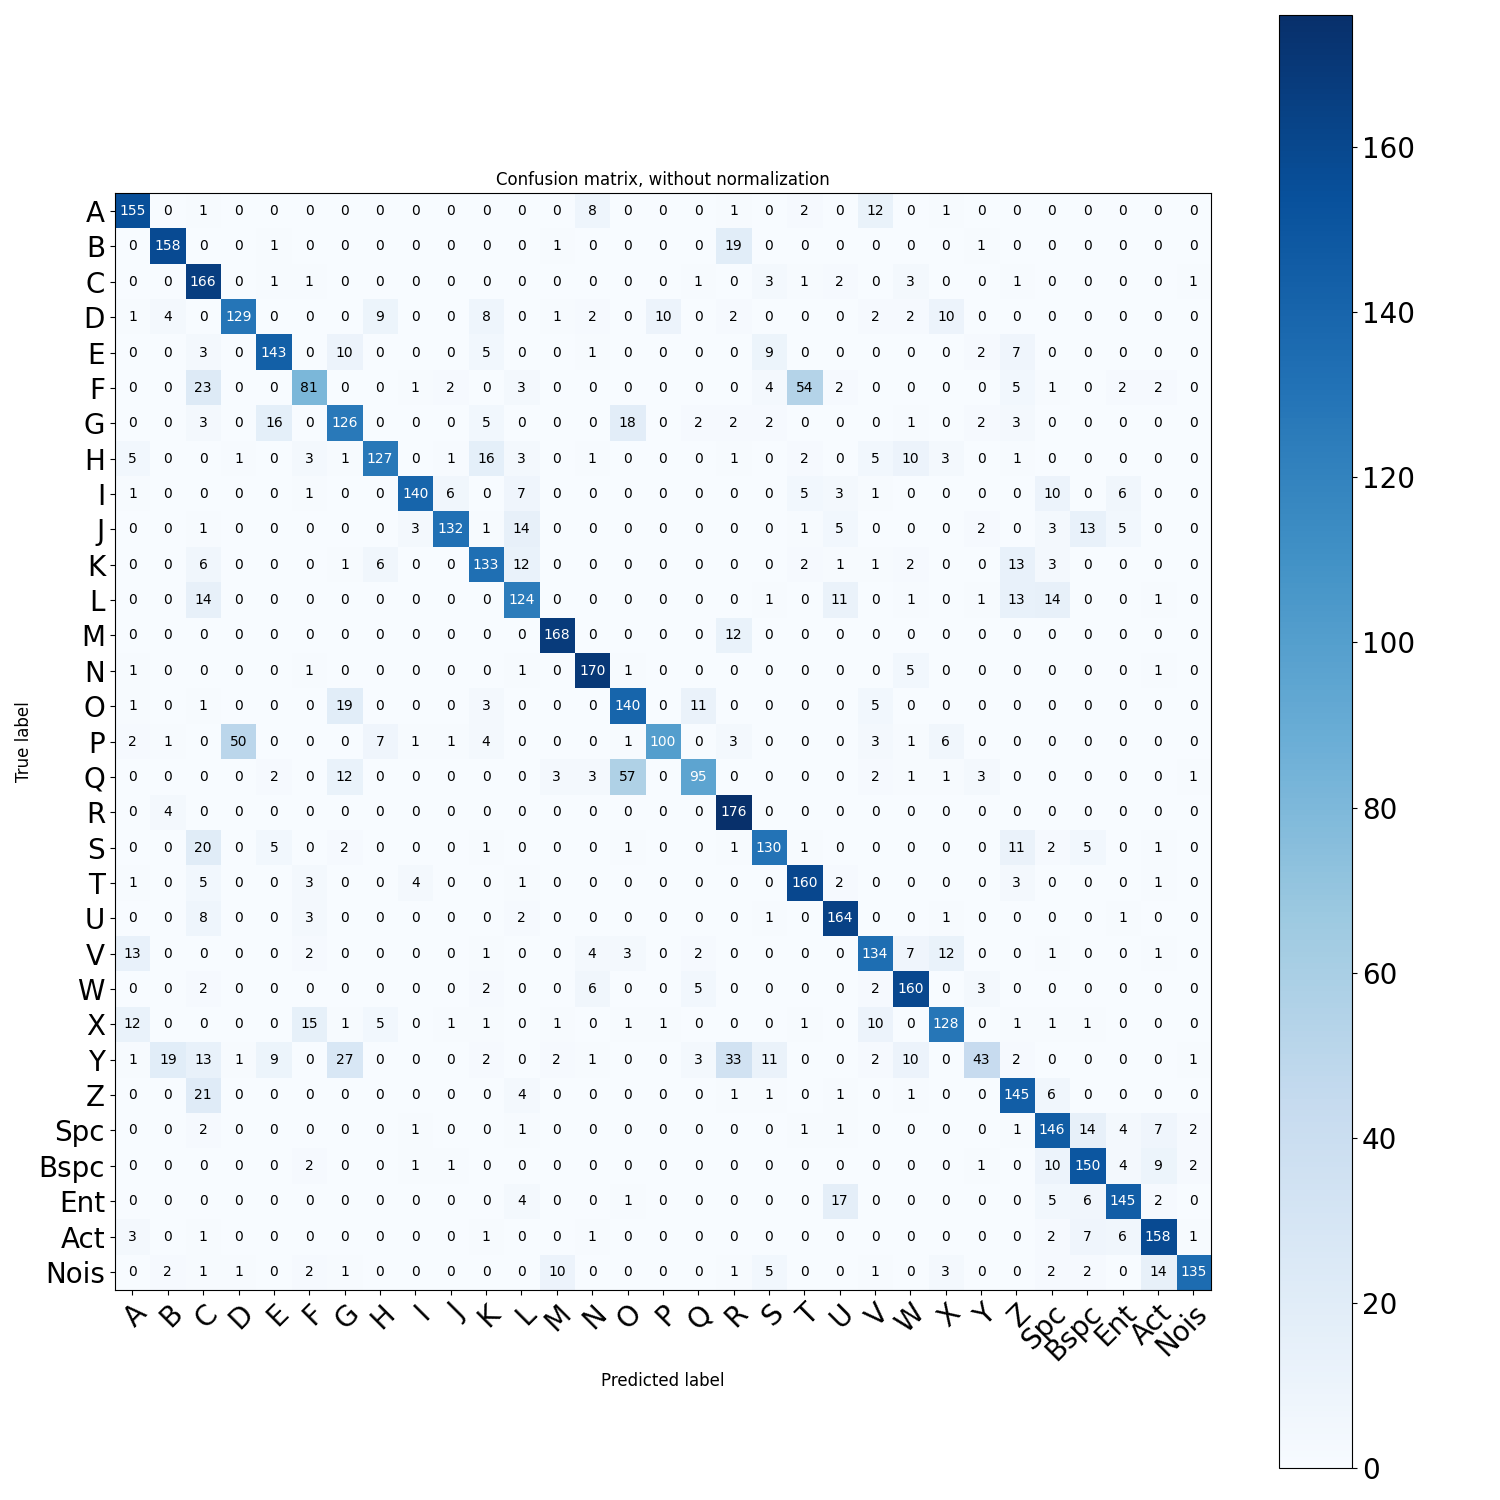 Confusion matrix, without normalization
A 155 0 1 0 0 0 0 0 0 0 0 0 0 8 0 0 0 1 0 2 0 12 0 1 0 0 0 0 0 0 0
B 0 158 0 0 1 0 0 0 0 0 0 0 1 0 0 0 0 19 0 0 0 0 0 0 1 0 0 0 0 0 0
C 0 0 166 0 1 1 0 0 0 0 0 0 0 0 0 0 1 0 3 1 2 0 3 0 0 1 0 0 0 0 1
D 1 4 0 129 0 0 0 9 0 0 8 0 1 2 0 10 0 2 0 0 0 2 2 10 0 0 0 0 0 0 0
E 0 0 3 0 143 0 10 0 0 0 5 0 0 1 0 0 0 0 9 0 0 0 0 0 2 7 0 0 0 0 0
F 0 0 23 0 0 81 0 0 1 2 0 3 0 0 0 0 0 0 4 54 2 0 0 0 0 5 1 0 2 2 0
G 0 0 3 0 16 0 126 0 0 0 5 0 0 0 18 0 2 2 2 0 0 0 1 0 2 3 0 0 0 0 0
H 5 0 0 1 0 3 1 127 0 1 16 3 0 1 0 0 0 1 0 2 0 5 10 3 0 1 0 0 0 0 0
I 1 0 0 0 0 1 0 0 140 6 0 7 0 0 0 0 0 0 0 5 3 1 0 0 0 0 10 0 6 0 0
J 0 0 1 0 0 0 0 0 3 132 1 14 0 0 0 0 0 0 0 1 5 0 0 0 2 0 3 13 5 0 0
K 0 0 6 0 0 0 1 6 0 0 133 12 0 0 0 0 0 0 0 2 1 1 2 0 0 13 3 0 0 0 0
L 0 0 14 0 0 0 0 0 0 0 0 124 0 0 0 0 0 0 1 0 11 0 1 0 1 13 14 0 0 1 0
M 0 0 0 0 0 0 0 0 0 0 0 0 168 0 0 0 0 12 0 0 0 0 0 0 0 0 0 0 0 0 0
N 1 0 0 0 0 1 0 0 0 0 0 1 0 170 1 0 0 0 0 0 0 0 5 0 0 0 0 0 0 1 0
O 1 0 1 0 0 0 19 0 0 0 3 0 0 0 140 0 11 0 0 0 0 5 0 0 0 0 0 0 0 0 0
P 2 1 0 50 0 0 0 7 1 1 4 0 0 0 1 100 0 3 0 0 0 3 1 6 0 0 0 0 0 0 0
Q 0 0 0 0 2 0 12 0 0 0 0 0 3 3 57 0 95 0 0 0 0 2 1 1 3 0 0 0 0 0 1
R 0 4 0 0 0 0 0 0 0 0 0 0 0 0 0 0 0 176 0 0 0 0 0 0 0 0 0 0 0 0 0
S 0 0 20 0 5 0 2 0 0 0 1 0 0 0 1 0 0 1 130 1 0 0 0 0 0 11 2 5 0 1 0
T 1 0 5 0 0 3 0 0 4 0 0 1 0 0 0 0 0 0 0 160 2 0 0 0 0 3 0 0 0 1 0
U 0 0 8 0 0 3 0 0 0 0 0 2 0 0 0 0 0 0 1 0 164 0 0 1 0 0 0 0 1 0 0
V 13 0 0 0 0 2 0 0 0 0 1 0 0 4 3 0 2 0 0 0 0 134 7 12 0 0 1 0 0 1 0
W 0 0 2 0 0 0 0 0 0 0 2 0 0 6 0 0 5 0 0 0 0 2 160 0 3 0 0 0 0 0 0
X 12 0 0 0 0 15 1 5 0 1 1 0 1 0 1 1 0 0 0 1 0 10 0 128 0 1 1 1 0 0 0
Y 1 19 13 1 9 0 27 0 0 0 2 0 2 1 0 0 3 33 11 0 0 2 10 0 43 2 0 0 0 0 1
Z 0 0 21 0 0 0 0 0 0 0 0 4 0 0 0 0 0 1 1 0 1 0 1 0 0 145 6 0 0 0 0
Spc 0 0 2 0 0 0 0 0 1 0 0 1 0 0 0 0 0 0 0 1 1 0 0 0 0 1 146 14 4 7 2
Bspc 0 0 0 0 0 2 0 0 1 1 0 0 0 0 0 0 0 0 0 0 0 0 0 0 1 0 10 150 4 9 2
Ent 0 0 0 0 0 0 0 0 0 0 0 4 0 0 1 0 0 0 0 0 17 0 0 0 0 0 5 6 145 2 0
Act 3 0 1 0 0 0 0 0 0 0 1 0 0 1 0 0 0 0 0 0 0 0 0 0 0 0 2 7 6 158 1
Nois 0 2 1 1 0 2 1 0 0 0 0 0 10 0 0 0 0 1 5 0 0 1 0 3 0 0 2 2 0 14 135
A B C D E F G H I J K L M N O P Q R S T U V W X Y Z Spc Bspc Ent Act Nois
Predicted label
True label
160
140
120
100
80
60
40
20
0